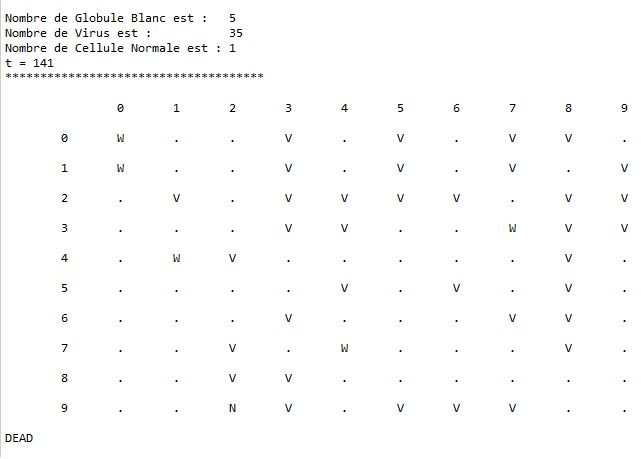 Nombre de Globule Blanc est : 5
Nombre de Virus est : 35
Nombre de Cellule Normale est : 1
t = 141
*************************************
0 1 2 3 4 5 6 7 8 9
0 W . . V . V . V V .
1 W . . V . V . V . V
2 . V . V V V V . V V
3 . . . V V . . W V V
4 . W V . . . . . V .
5 . . . . V . V . V .
6 . . . V . . . V V .
7 . . V . W . . . V .
8 . . V V . . . . . .
9 . . N V . V V V . .
DEAD